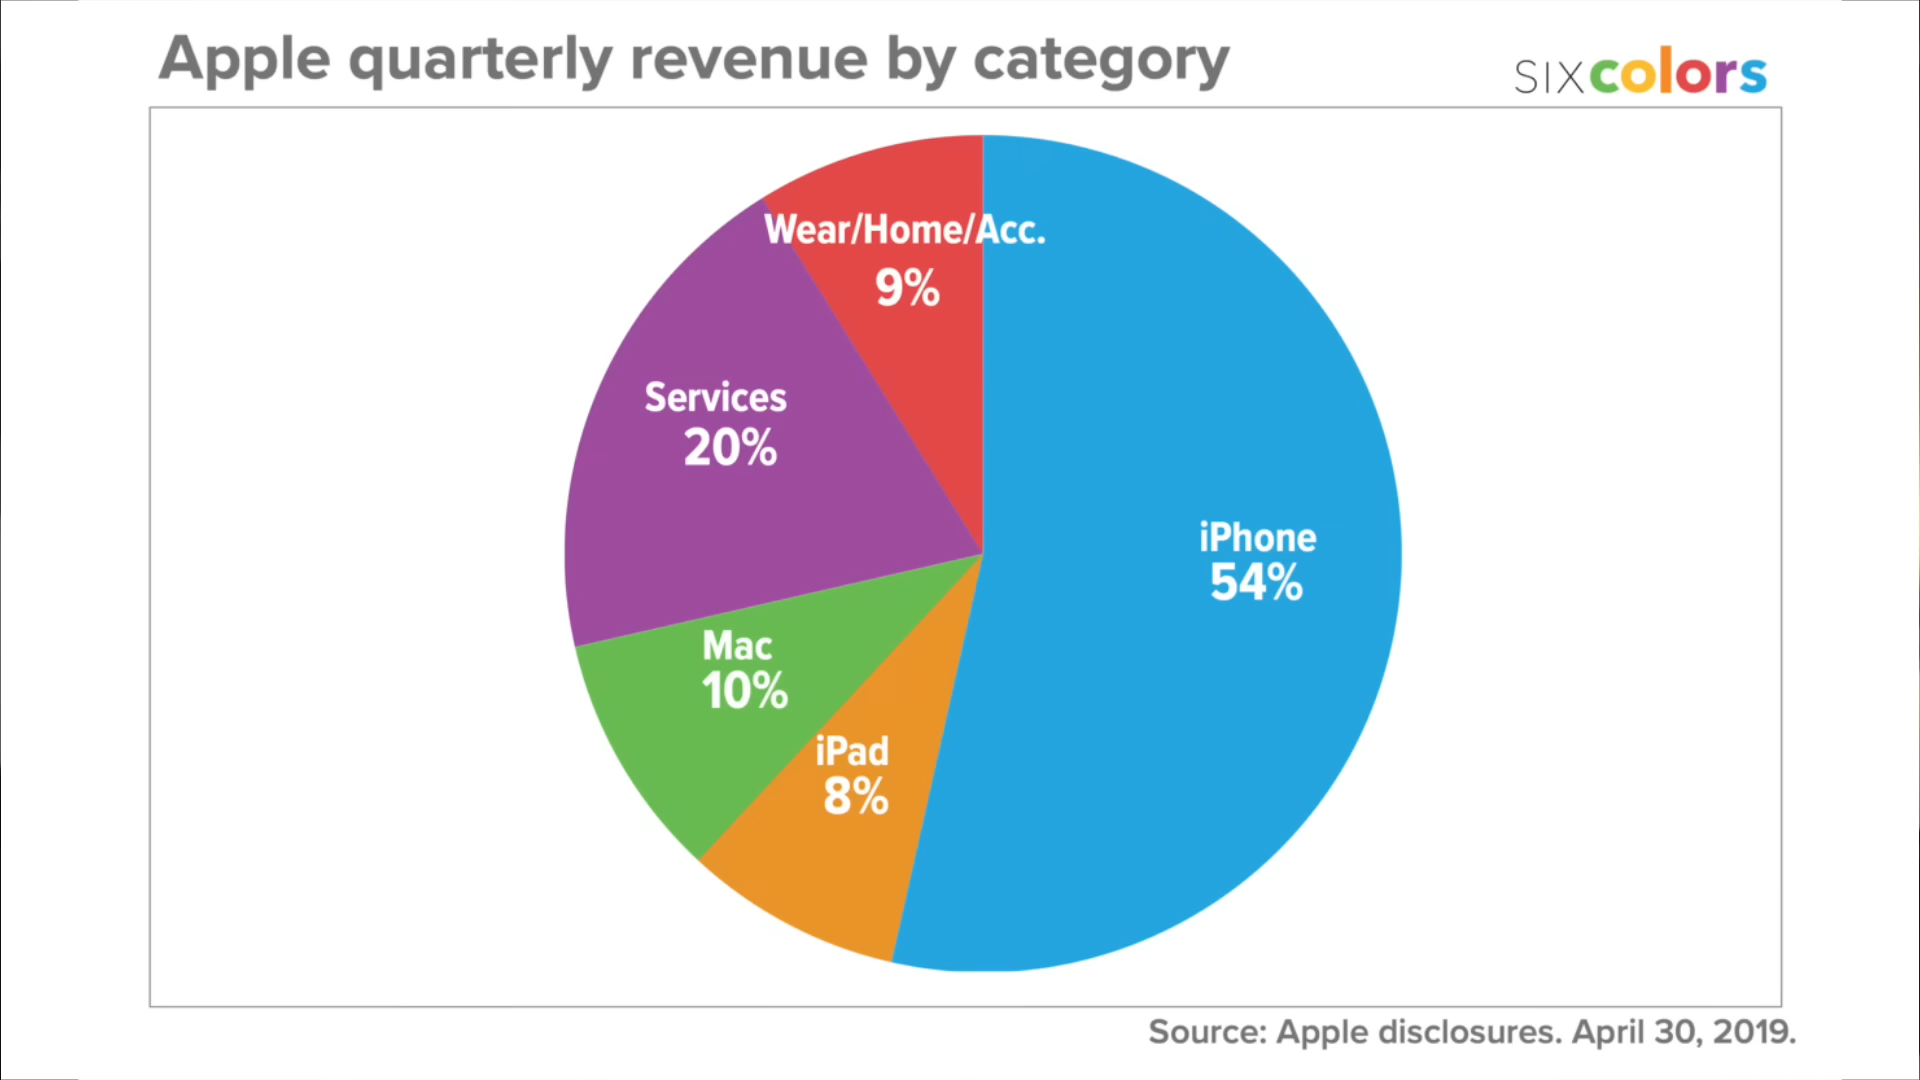 Apple quarterly revenue by category
sixcolors
Wear/Home/Acc.
9%
Services
20%
iPhone
54%
Mac
10%
iPad
8%
Source: Apple disclosures. April 30, 2019.